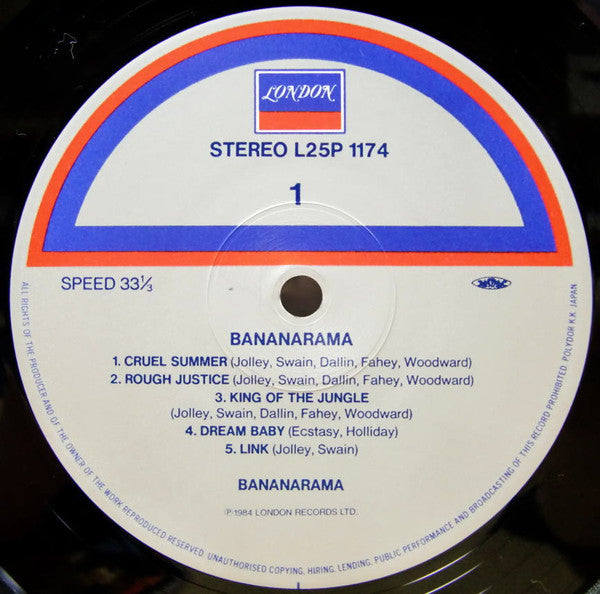 LONDON
STEREO L25P 1174
1
SPEED 33⅓
BANANARAMA
1. CRUEL SUMMER (Jolley, Swain, Dallin, Fahey, Woodward)
2. ROUGH JUSTICE (Jolley, Swain, Dallin, Fahey, Woodward)
3. KING OF THE JUNGLE
(Jolley, Swain, Dallin, Fahey, Woodward)
4. DREAM BABY (Ecstasy, Holliday)
5. LINK (Jolley, Swain)
BANANARAMA
℗ 1984 LONDON RECORDS LTD.
ALL RIGHTS OF THE PRODUCER AND OF THE OWNER OF THE WORK REPRODUCED RESERVED. UNAUTHORISED COPYING, HIRING, LENDING, PUBLIC PERFORMANCE AND BROADCASTING OF THIS RECORD PROHIBITED. POLYDOR K.K. JAPAN